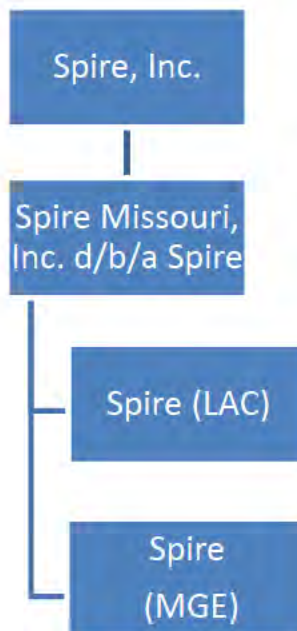 Spire, Inc.
Spire Missouri,
Inc. d/b/a Spire
Spire (LAC)
Spire
(MGE)